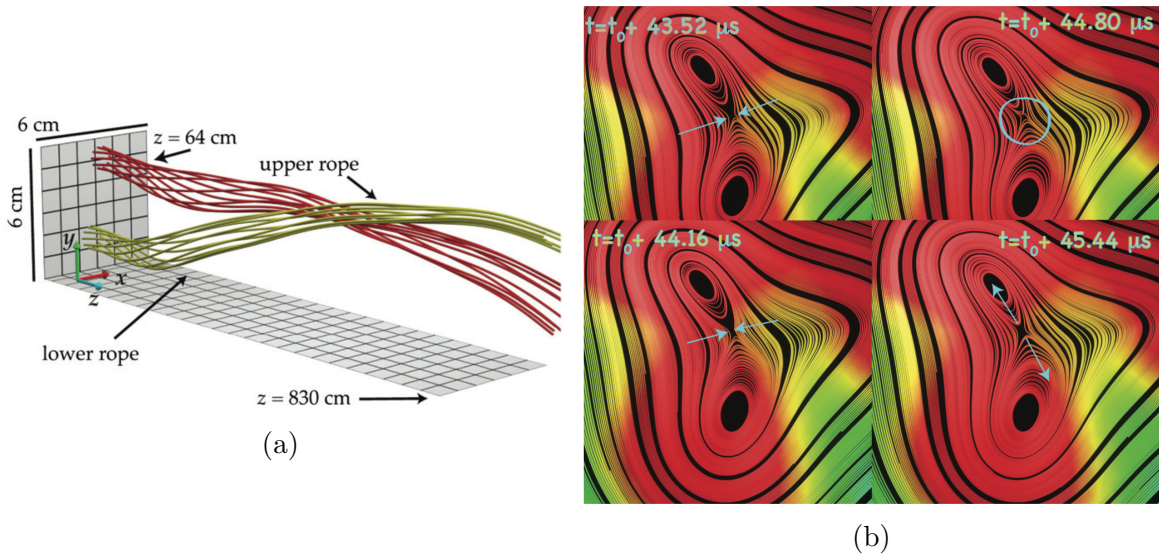 6 cm
z = 64 cm
6 cm
upper rope
y
x
z
lower rope
z = 830 cm
(a)
t=t₀+ 43.52 μs
t=t₀+ 44.80 μs
t=t₀+ 44.16 μs
t=t₀+ 45.44 μs
(b)